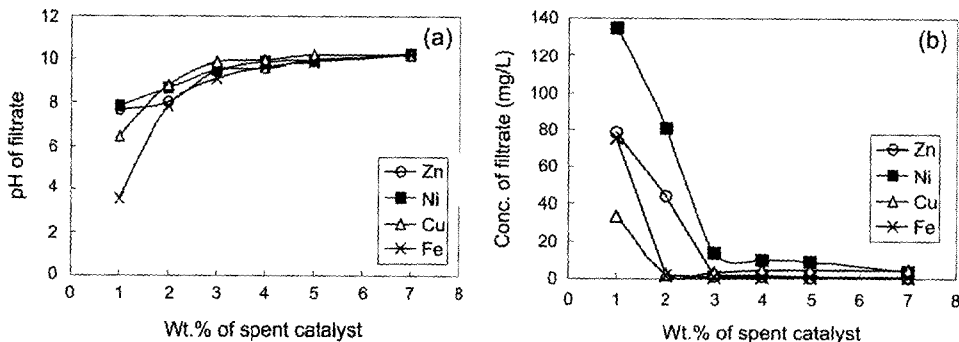 (a)
pH of filtrate
12
10
8
6
4
2
0
Zn
Ni
Cu
Fe
0 1 2 3 4 5 6 7 8
Wt.% of spent catalyst
(b)
Conc. of filtrate (mg/L)
140
120
100
80
60
40
20
0
Zn
Ni
Cu
Fe
0 1 2 3 4 5 6 7 8
Wt.% of spent catalyst